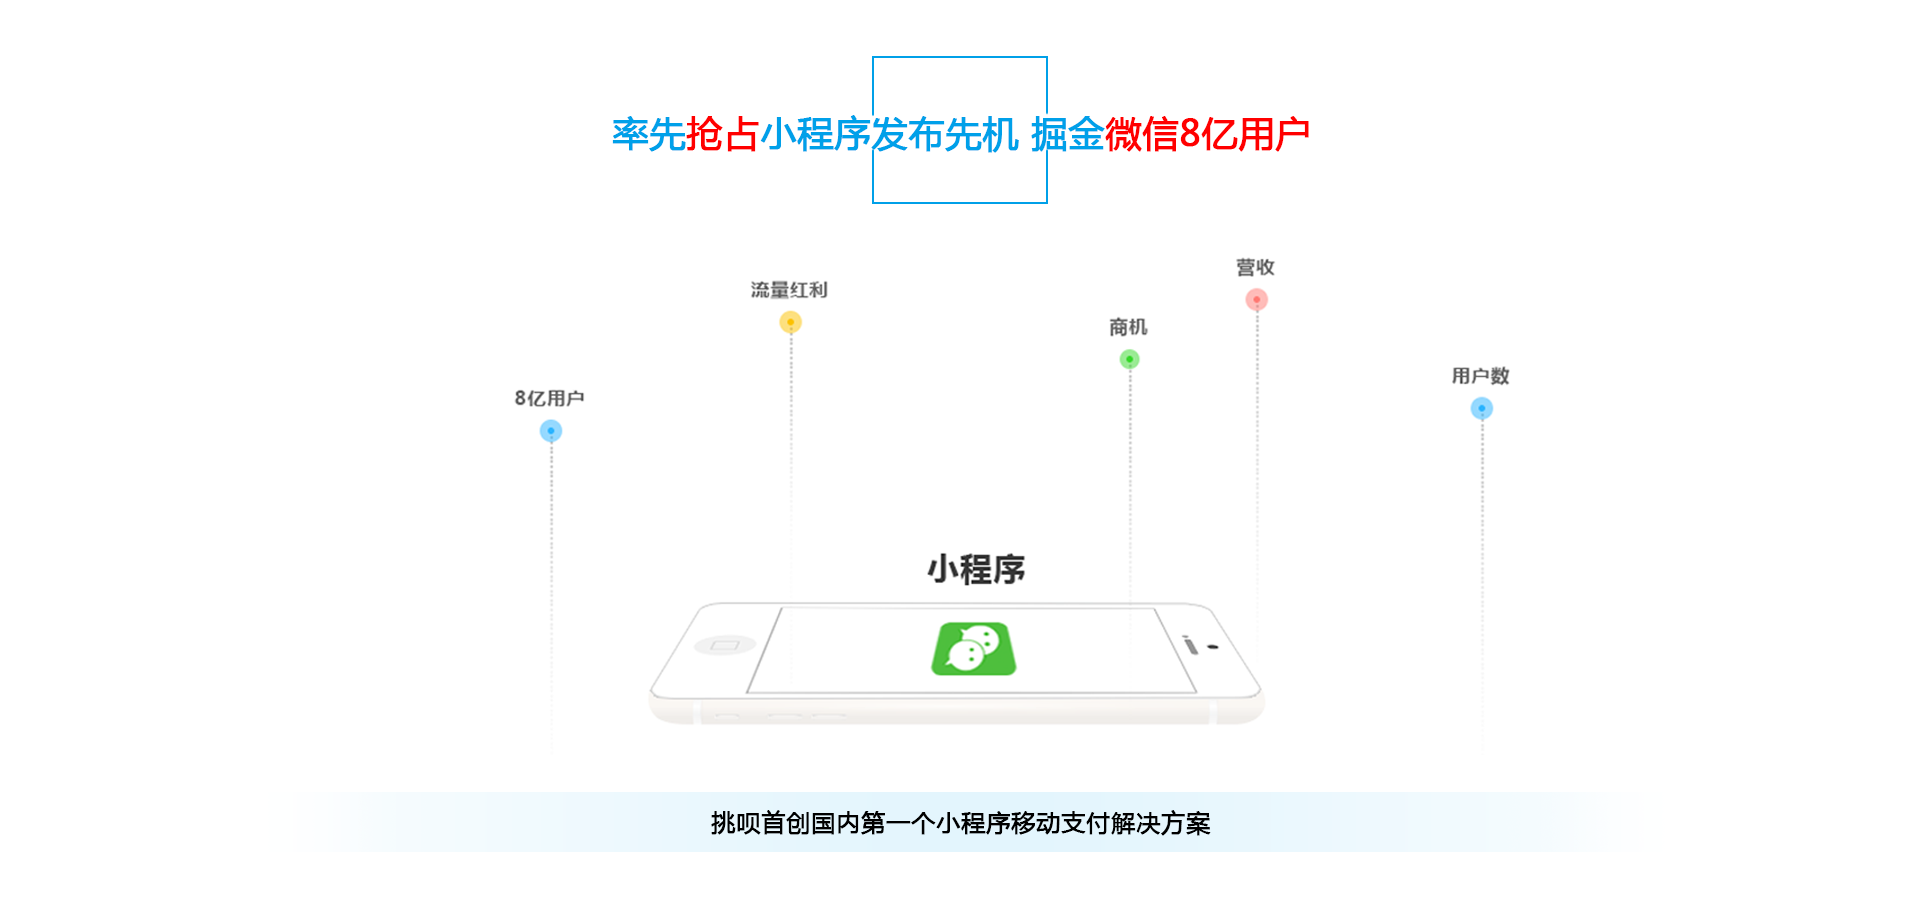 率先抢占小程序发布先机 掘金微信8亿用户
营收
流量红利
商机
用户数
8亿用户
小程序
挑呗首创国内第一个小程序移动支付解决方案